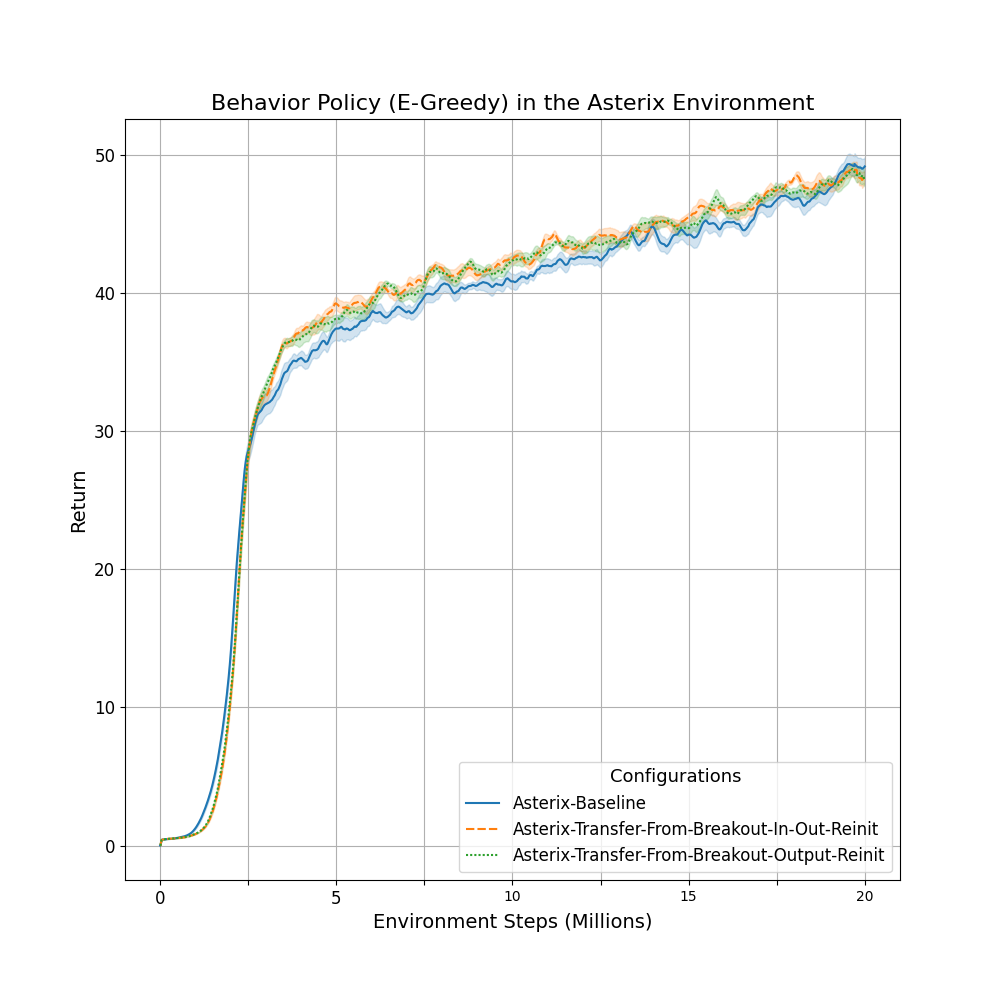 Behavior Policy (E-Greedy) in the Asterix Environment
Return
50
40
30
20
10
0
Configurations
Asterix-Baseline
Asterix-Transfer-From-Breakout-In-Out-Reinit
Asterix-Transfer-From-Breakout-Output-Reinit
0 5 10 15 20
Environment Steps (Millions)